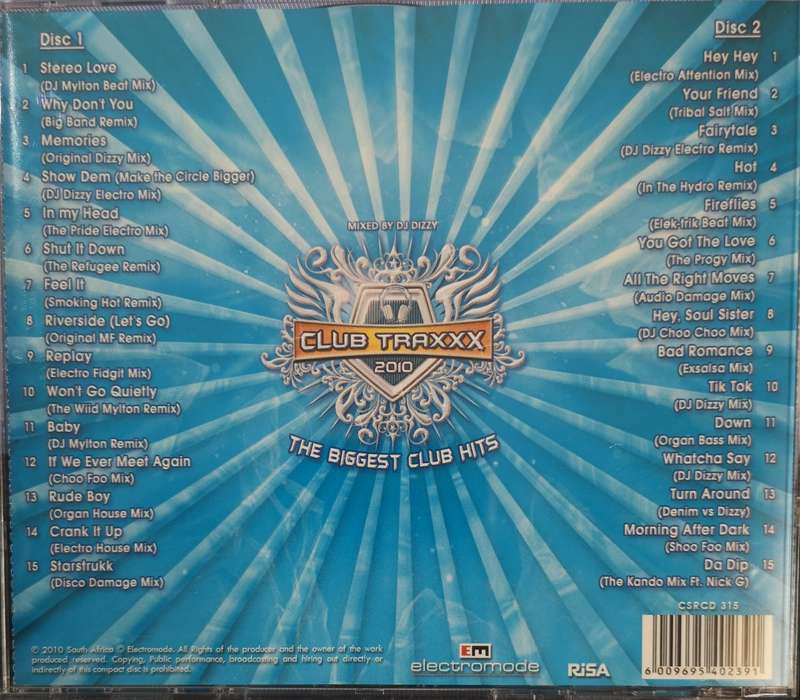 Disc 1
1 Stereo Love
(DJ Mylton Beat Mix)
2 Why Don't You
(Big Band Remix)
3 Memories
(Original Dizzy Mix)
4 Show Dem (Make the Circle Bigger)
(DJ Dizzy Electro Mix)
5 In my Head
(The Pride Electro Mix)
6 Shut It Down
(The Refugee Remix)
7 Feel It
(Smoking Hot Remix)
8 Riverside (Let's Go)
(Original MF Remix)
9 Replay
(Electro Fidgit Mix)
10 Won't Go Quietly
(The Wiid Mylton Remix)
11 Baby
(DJ Mylton Remix)
12 If We Ever Meet Again
(Choo Foo Mix)
13 Rude Boy
(Organ House Mix)
14 Crank It Up
(Electro House Mix)
15 Starstrukk
(Disco Damage Mix)
MIXED BY DJ DIZZY
CLUB TRAXXX
2010
THE BIGGEST CLUB HITS
Disc 2
Hey Hey 1
(Electro Attention Mix)
Your Friend 2
(Tribal Salt Mix)
Fairytale 3
(DJ Dizzy Electro Remix)
Hot 4
(In The Hydro Remix)
Fireflies 5
(Elek-trik Beat Mix)
You Got The Love 6
(The Progy Mix)
All The Right Moves 7
(Audio Damage Mix)
Hey, Soul Sister 8
(DJ Choo Choo Mix)
Bad Romance 9
(Exsalsa Mix)
Tik Tok 10
(DJ Dizzy Mix)
Down 11
(Organ Bass Mix)
Whatcha Say 12
(DJ Dizzy Mix)
Turn Around 13
(Denim vs Dizzy)
Morning After Dark 14
(Shoo Foo Mix)
Da Dip 15
(The Kando Mix Ft. Nick G)
CSRCD 315
© 2010 South Africa © Electromode. All Rights of the producer and the owner of the work
produced reserved. Copying, Public performance, broadcasting and hiring out directly or
indirectly of this compact disc is prohibited.
EM
electromode
RiSA
6 009695 402391